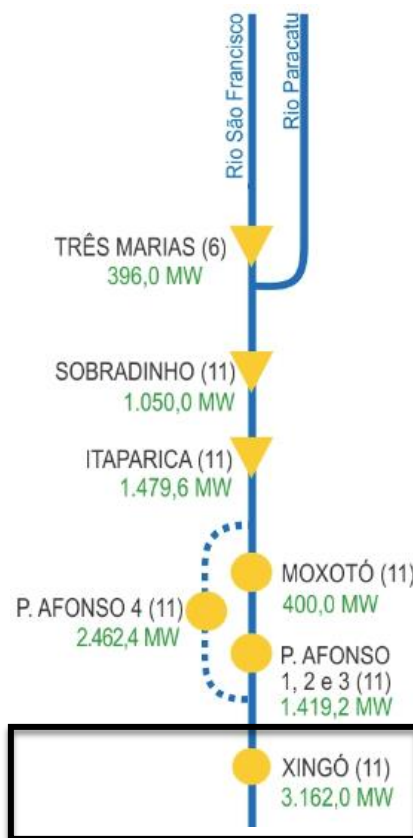 Rio São Francisco
Rio Paracatu
TRÊS MARIAS (6)
396,0 MW
SOBRADINHO (11)
1.050,0 MW
ITAPARICA (11)
1.479,6 MW
MOXOTÓ (11)
400,0 MW
P. AFONSO 4 (11)
2.462,4 MW
P. AFONSO
1, 2 e 3 (11)
1.419,2 MW
XINGÓ (11)
3.162,0 MW